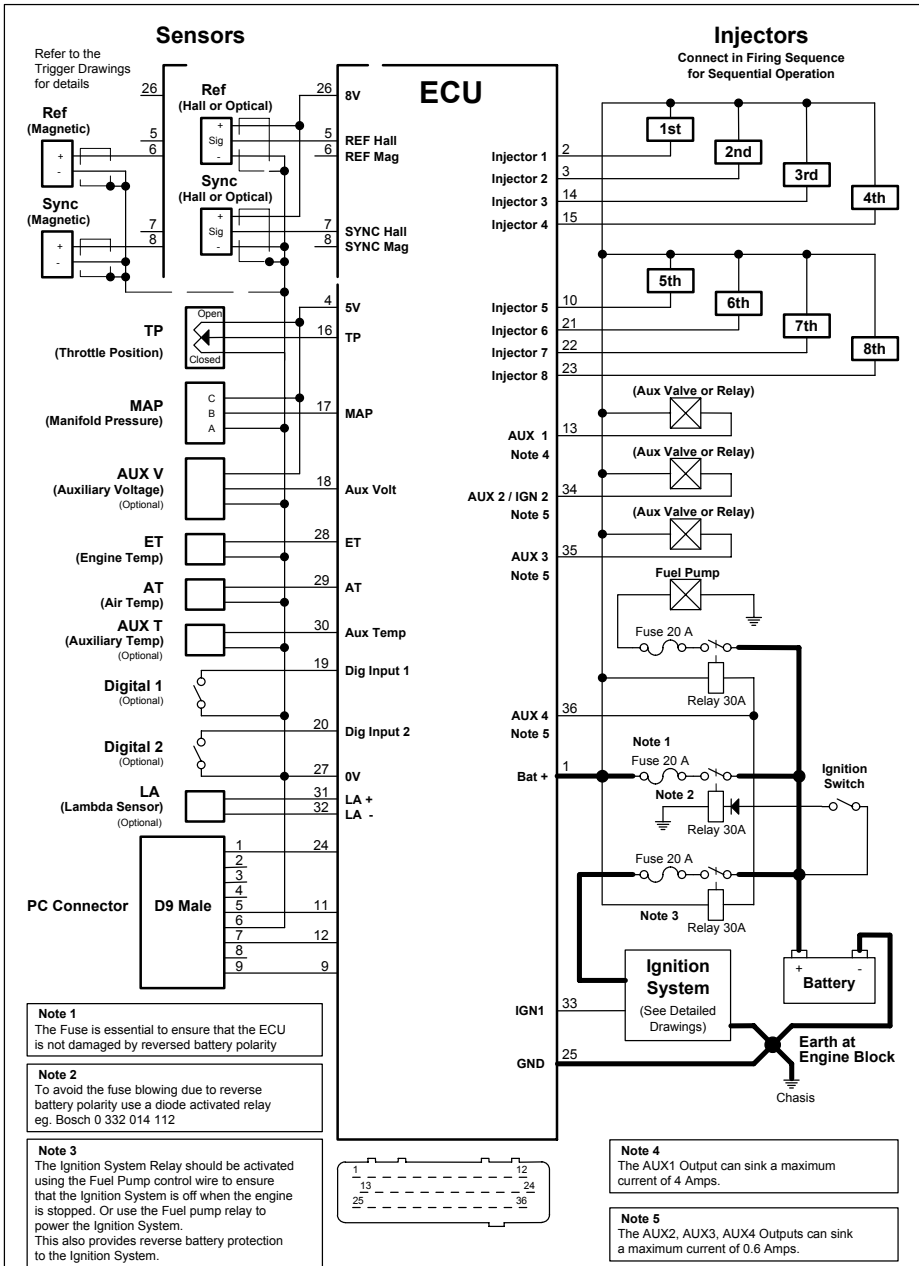 Sensors
Refer to the
Trigger Drawings
for details
Ref
(Magnetic)
+
-
Sync
(Magnetic)
+
-
26
5
6
7
8
Ref
(Hall or Optical)
+
Sig
-
Sync
(Hall or Optical)
+
Sig
-
TP
(Throttle Position)
Open
Closed
MAP
(Manifold Pressure)
C
B
A
AUX V
(Auxiliary Voltage)
(Optional)
ET
(Engine Temp)
AT
(Air Temp)
AUX T
(Auxiliary Temp)
(Optional)
Digital 1
(Optional)
Digital 2
(Optional)
LA
(Lambda Sensor)
(Optional)
PC Connector
D9 Male
1
2
3
4
5
6
7
8
9
ECU
26 8V
5 REF Hall
6 REF Mag
7 SYNC Hall
8 SYNC Mag
4 5V
16 TP
17 MAP
18 Aux Volt
28 ET
29 AT
30 Aux Temp
19 Dig Input 1
20 Dig Input 2
27 0V
31 LA +
32 LA -
24
11
12
9
Injectors
Connect in Firing Sequence
for Sequential Operation
Injector 1 2
Injector 2 3
Injector 3 14
Injector 4 15
1st
2nd
3rd
4th
Injector 5 10
Injector 6 21
Injector 7 22
Injector 8 23
5th
6th
7th
8th
(Aux Valve or Relay)
AUX 1 13
Note 4
(Aux Valve or Relay)
AUX 2 / IGN 2 34
Note 5
(Aux Valve or Relay)
AUX 3 35
Note 5
Fuel Pump
Fuse 20 A
Relay 30A
AUX 4 36
Note 5
Note 1
Bat + 1
Fuse 20 A
Note 2
Relay 30A
Ignition
Switch
Fuse 20 A
Note 3
Relay 30A
Ignition
System
(See Detailed
Drawings)
+ -
Battery
IGN1 33
GND 25
Earth at
Engine Block
Chasis
Note 1
The Fuse is essential to ensure that the ECU
is not damaged by reversed battery polarity
Note 2
To avoid the fuse blowing due to reverse
battery polarity use a diode activated relay
eg. Bosch 0 332 014 112
Note 3
The Ignition System Relay should be activated
using the Fuel Pump control wire to ensure
that the Ignition System is off when the engine
is stopped. Or use the Fuel pump relay to
power the Ignition System.
This also provides reverse battery protection
to the Ignition System.
1 12
13 24
25 36
Note 4
The AUX1 Output can sink a maximum
current of 4 Amps.
Note 5
The AUX2, AUX3, AUX4 Outputs can sink
a maximum current of 0.6 Amps.